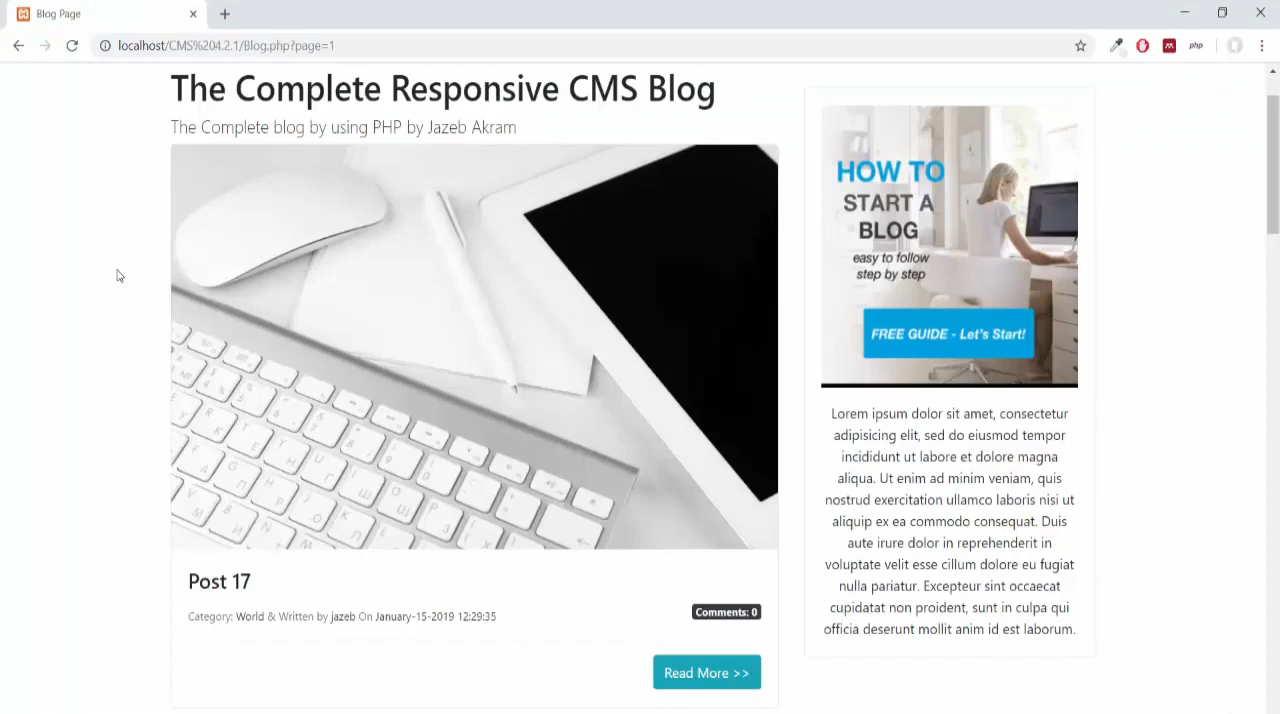 Blog Page
localhost/CMS%204.2.1/Blog.php?page=1
php
The Complete Responsive CMS Blog
The Complete blog by using PHP by Jazeb Akram
Post 17
Category: World & Written by jazeb On January-15-2019 12:29:35
Comments: 0
Read More >>
HOW TO
START A
BLOG
easy to follow
step by step
FREE GUIDE - Let's Start!
Lorem ipsum dolor sit amet, consectetur
adipisicing elit, sed do eiusmod tempor
incididunt ut labore et dolore magna
aliqua. Ut enim ad minim veniam, quis
nostrud exercitation ullamco laboris nisi ut
aliquip ex ea commodo consequat. Duis
aute irure dolor in reprehenderit in
voluptate velit esse cillum dolore eu fugiat
nulla pariatur. Excepteur sint occaecat
cupidatat non proident, sunt in culpa qui
officia deserunt mollit anim id est laborum.